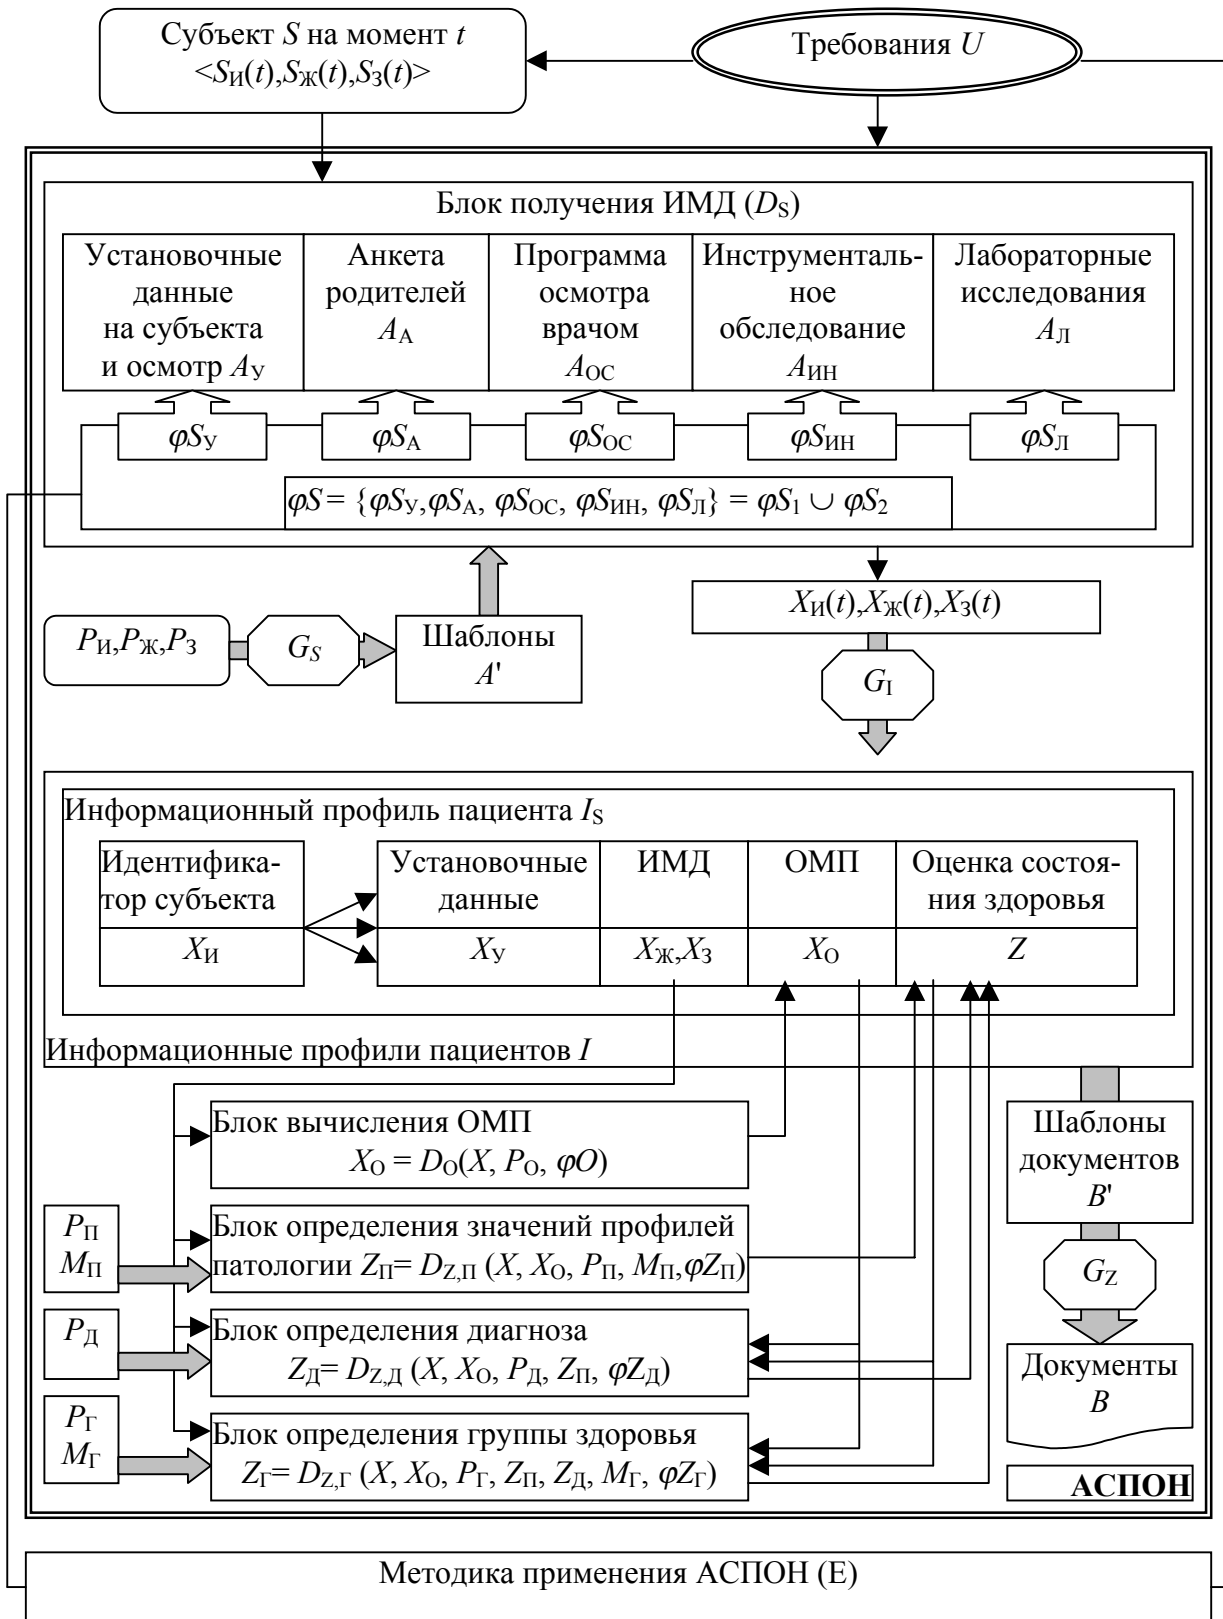 Субъект S на момент t
<SИ(t),SЖ(t),SЗ(t)>
Требования U
Блок получения ИМД (DS)
Установочные
данные
на субъекта
и осмотр AУ
Анкета
родителей
AА
Программа
осмотра
врачом
AОС
Инструменталь-
ное
обследование
AИН
Лабораторные
исследования
AЛ
φSУ
φSА
φSОС
φSИН
φSЛ
φS = {φSУ,φSА, φSОС, φSИН, φSЛ} = φS1 ∪ φS2
PИ,PЖ,PЗ
GS
Шаблоны
A'
XИ(t),XЖ(t),XЗ(t)
GI
Информационный профиль пациента IS
Идентифика-
тор субъекта
XИ
Установочные
данные
XУ
ИМД
XЖ,XЗ
ОМП
XО
Оценка состоя-
ния здоровья
Z
Информационные профили пациентов I
Блок вычисления ОМП
XО = DО(X, PО, φO)
PП
MП
Блок определения значений профилей
патологии ZП= DZ,П (X, XО, PП, MП,φZП)
PД
Блок определения диагноза
ZД= DZ,Д (X, XО, PД, ZП, φZД)
PГ
MГ
Блок определения группы здоровья
ZГ= DZ,Г (X, XО, PГ, ZП, ZД, MГ, φZГ)
Шаблоны
документов
B'
GZ
Документы
B
АСПОН
Методика применения АСПОН (Е)